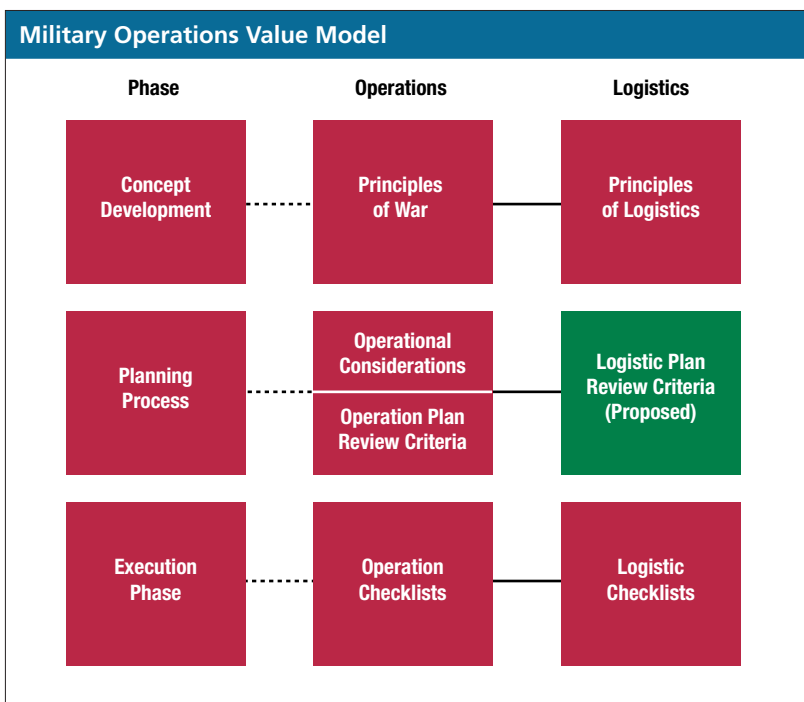 Military Operations Value Model
Phase
Operations
Logistics
Concept
Development
Principles
of War
Principles
of Logistics
Planning
Process
Operational
Considerations
Operation Plan
Review Criteria
Logistic Plan
Review Criteria
(Proposed)
Execution
Phase
Operation
Checklists
Logistic
Checklists